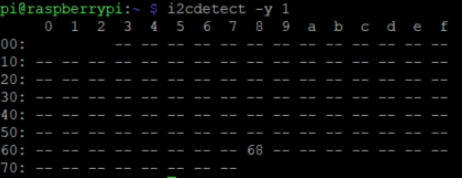 pi@raspberrypi:~ $ i2cdetect -y 1
     0  1  2  3  4  5  6  7  8  9  a  b  c  d  e  f
00:          -- -- -- -- -- -- -- -- -- -- -- -- --
10: -- -- -- -- -- -- -- -- -- -- -- -- -- -- -- --
20: -- -- -- -- -- -- -- -- -- -- -- -- -- -- -- --
30: -- -- -- -- -- -- -- -- -- -- -- -- -- -- -- --
40: -- -- -- -- -- -- -- -- -- -- -- -- -- -- -- --
50: -- -- -- -- -- -- -- -- -- -- -- -- -- -- -- --
60: -- -- -- -- -- -- -- -- 68 -- -- -- -- -- -- --
70: -- -- -- -- -- -- -- --